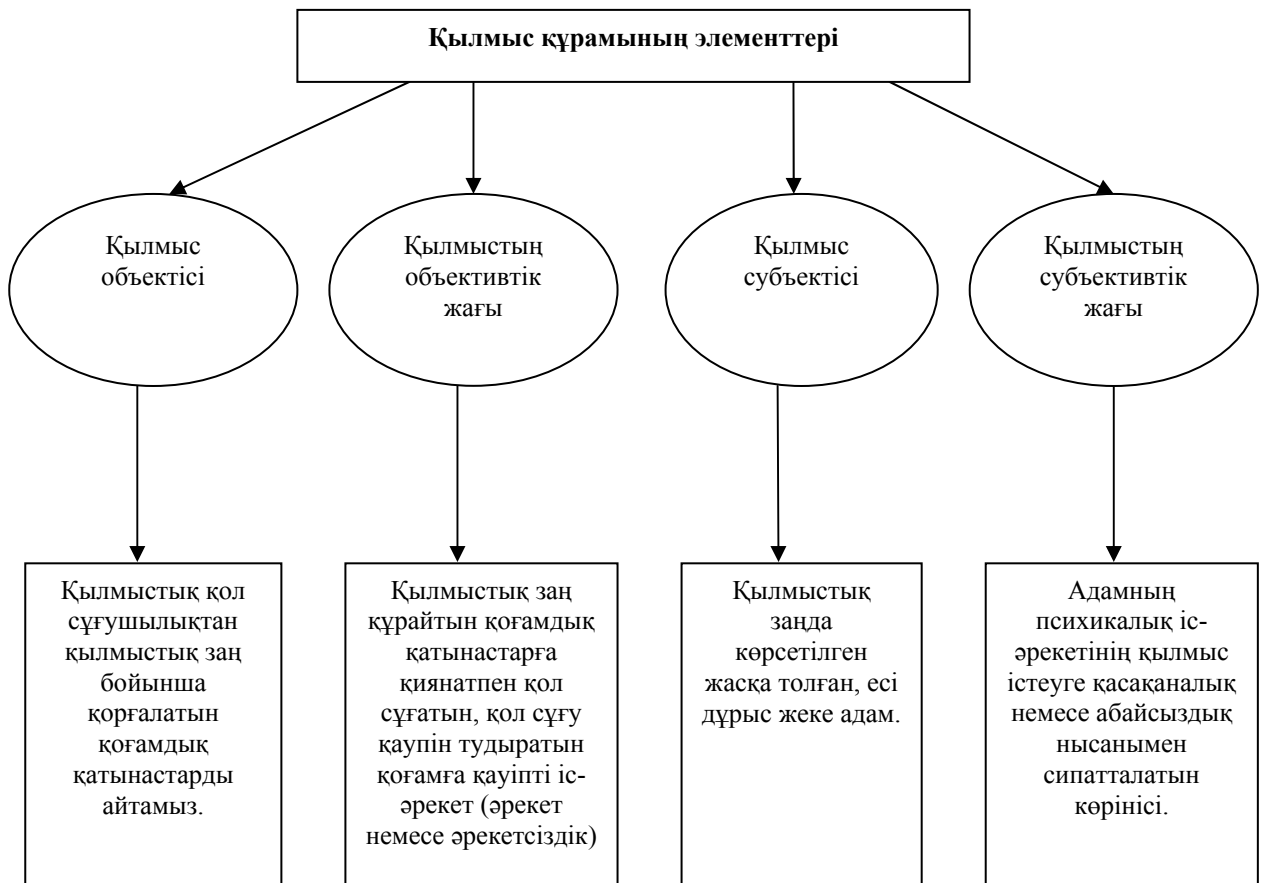 Қылмыс құрамының элементтері
Қылмыс
объектісі
Қылмыстың
объективтік
жағы
Қылмыс
субъектісі
Қылмыстың
субъективтік
жағы
Қылмыстық қол
сұғушылықтан
қылмыстық заң
бойынша
қорғалатын
қоғамдық
қатынастарды
айтамыз.
Қылмыстық заң
құрайтын қоғамдық
қатынастарға
қиянатпен қол
сұғатын, қол сұғу
қаупін тудыратын
қоғамға қауіпті іс-
әрекет (әрекет
немесе әрекетсіздік)
Қылмыстық
заңда
көрсетілген
жасқа толған, есі
дұрыс жеке адам.
Адамның
психикалық іс-
әрекетінің қылмыс
істеуге қасақаналық
немесе абайсыздық
нысанымен
сипатталатын
көрінісі.